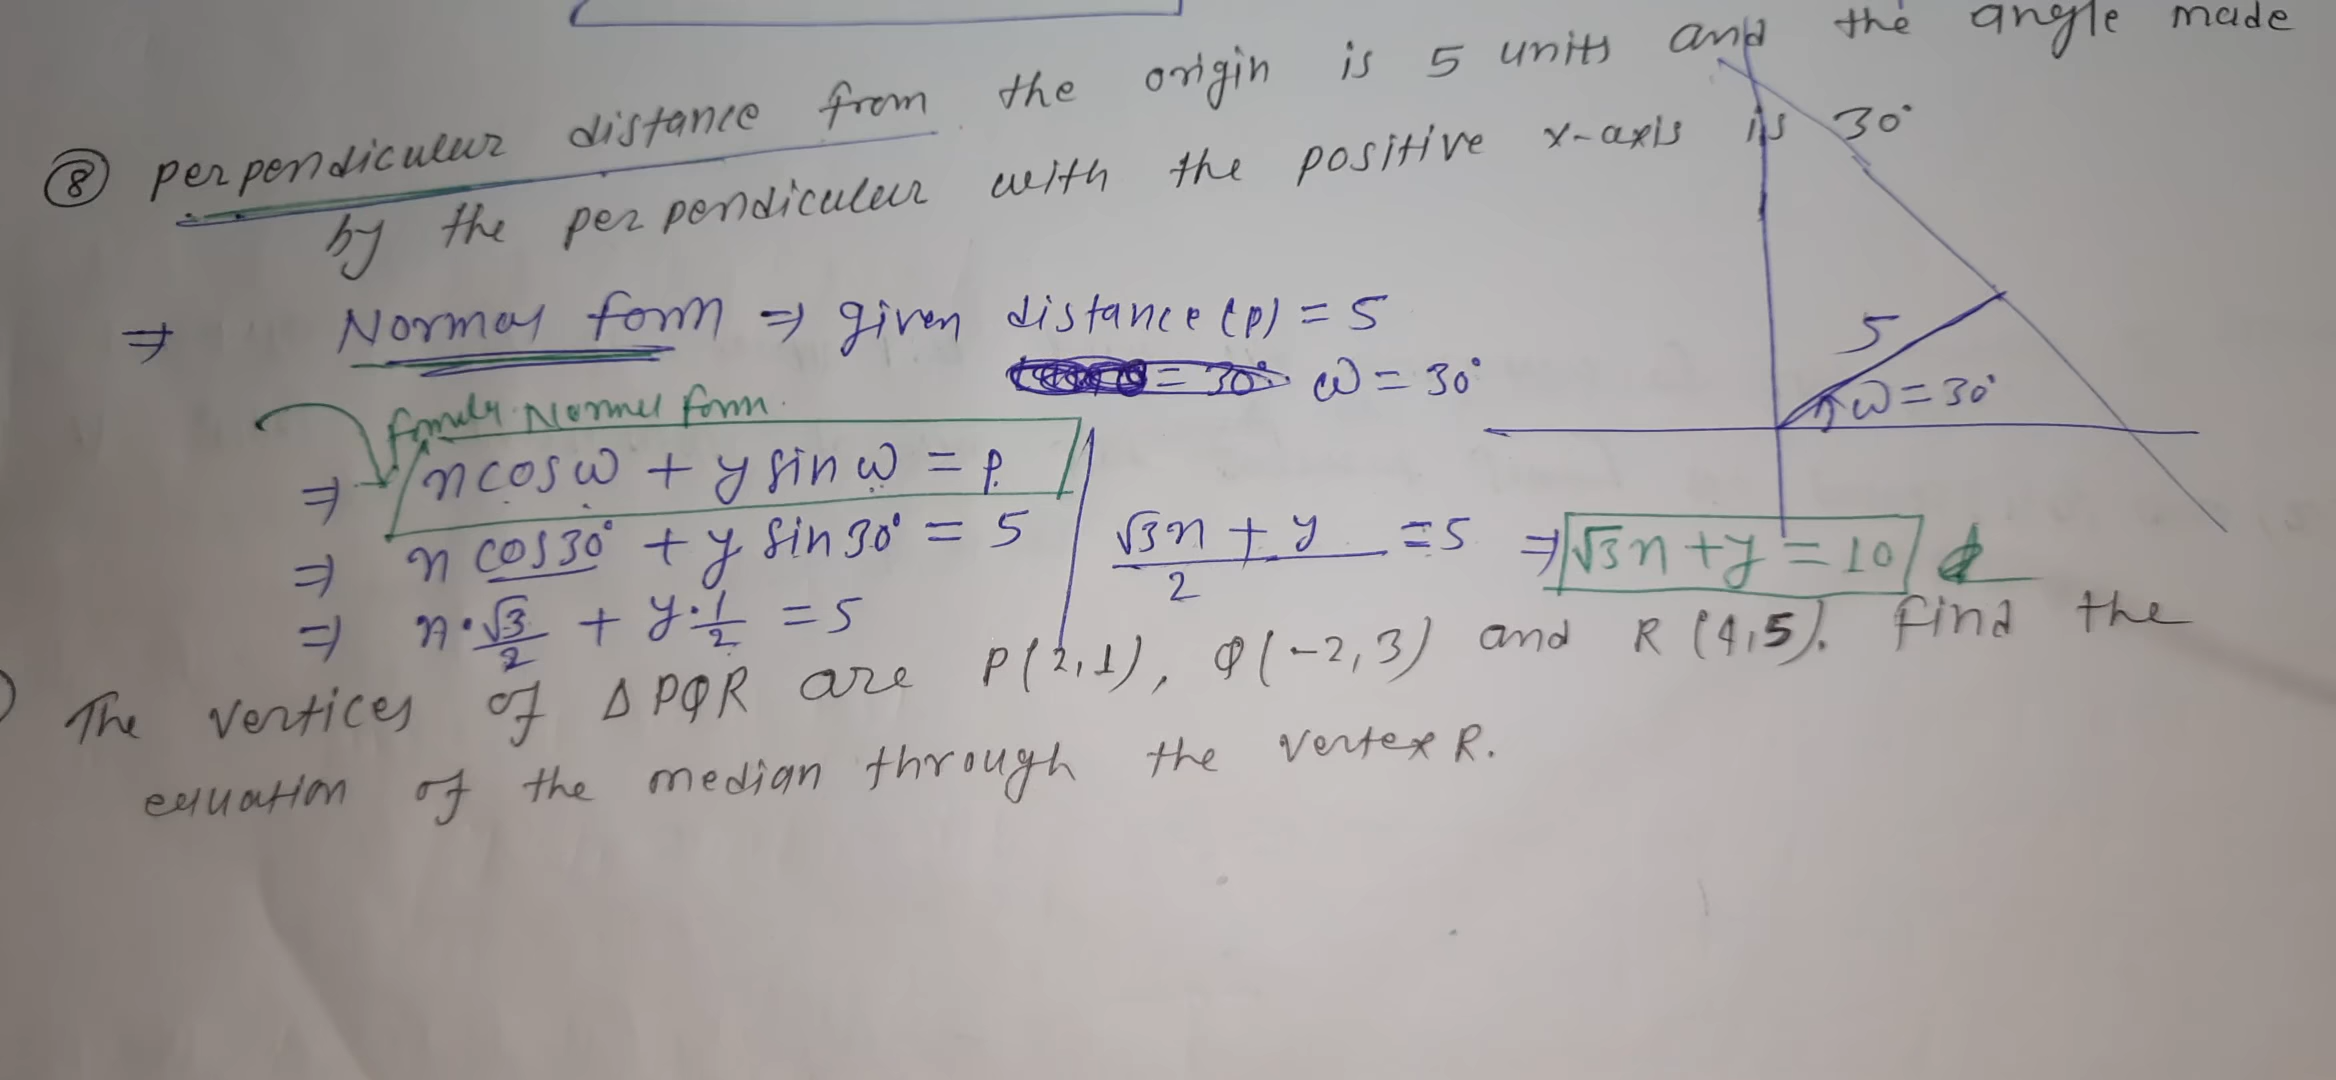 ⑧ perpendicular distance from the origin is 5 units and the angle made
by the perpendicular with the positive x-axis is 30°
⇒ Normal form ⇒ given distance (p) = 5
= 30° ω = 30°
5
ω = 30°
Normal form
⇒ x cos ω + y sin ω = p.
⇒ x cos 30° + y sin 30° = 5
⇒ x · √3/2 + y · 1/2 = 5
√3x + y / 2 = 5 ⇒ √3x + y = 10
The vertices of Δ PQR are P(2,1), Q(-2,3) and R(4,5). Find the
equation of the median through the vertex R.